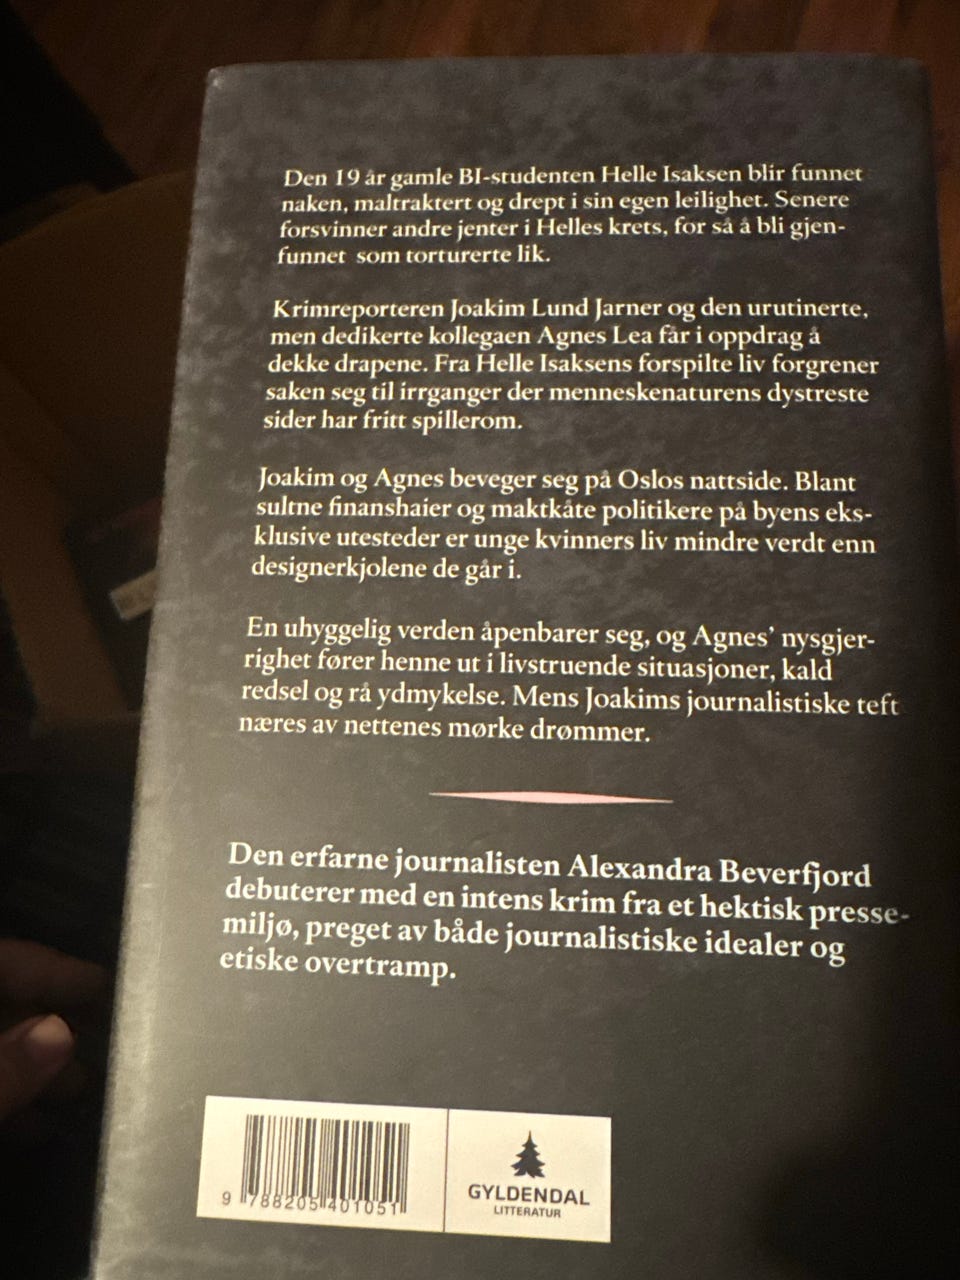 Den 19 år gamle BI-studenten Helle Isaksen blir funnet
naken, maltraktert og drept i sin egen leilighet. Senere
forsvinner andre jenter i Helles krets, for så å bli gjen-
funnet som torturerte lik.
Krimreporteren Joakim Lund Jarner og den urutinerte,
men dedikerte kollegaen Agnes Lea får i oppdrag å
dekke drapene. Fra Helle Isaksens forspilte liv forgrener
saken seg til irrganger der menneskenaturens dystreste
sider har fritt spillerom.
Joakim og Agnes beveger seg på Oslos nattside. Blant
sultne finanshaier og maktkåte politikere på byens eks-
klusive utesteder er unge kvinners liv mindre verdt enn
designerkjolene de går i.
En uhyggelig verden åpenbarer seg, og Agnes' nysgjer-
righet fører henne ut i livstruende situasjoner, kald
redsel og rå ydmykelse. Mens Joakims journalistiske teft
næres av nettenes mørke drømmer.
Den erfarne journalisten Alexandra Beverfjord
debuterer med en intens krim fra et hektisk presse-
miljø, preget av både journalistiske idealer og
etiske overtramp.
9 788205 401051
GYLDENDAL
LITTERATUR